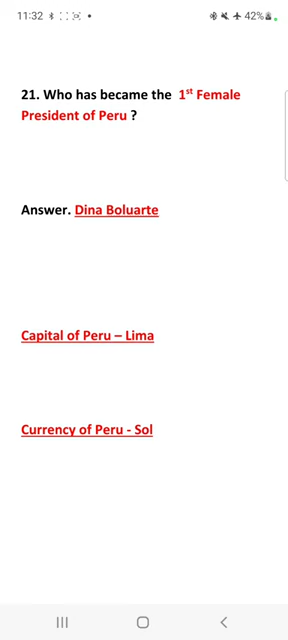 11:32
42%
21. Who has became the 1st Female
President of Peru ?
Answer. Dina Boluarte
Capital of Peru – Lima
Currency of Peru - Sol